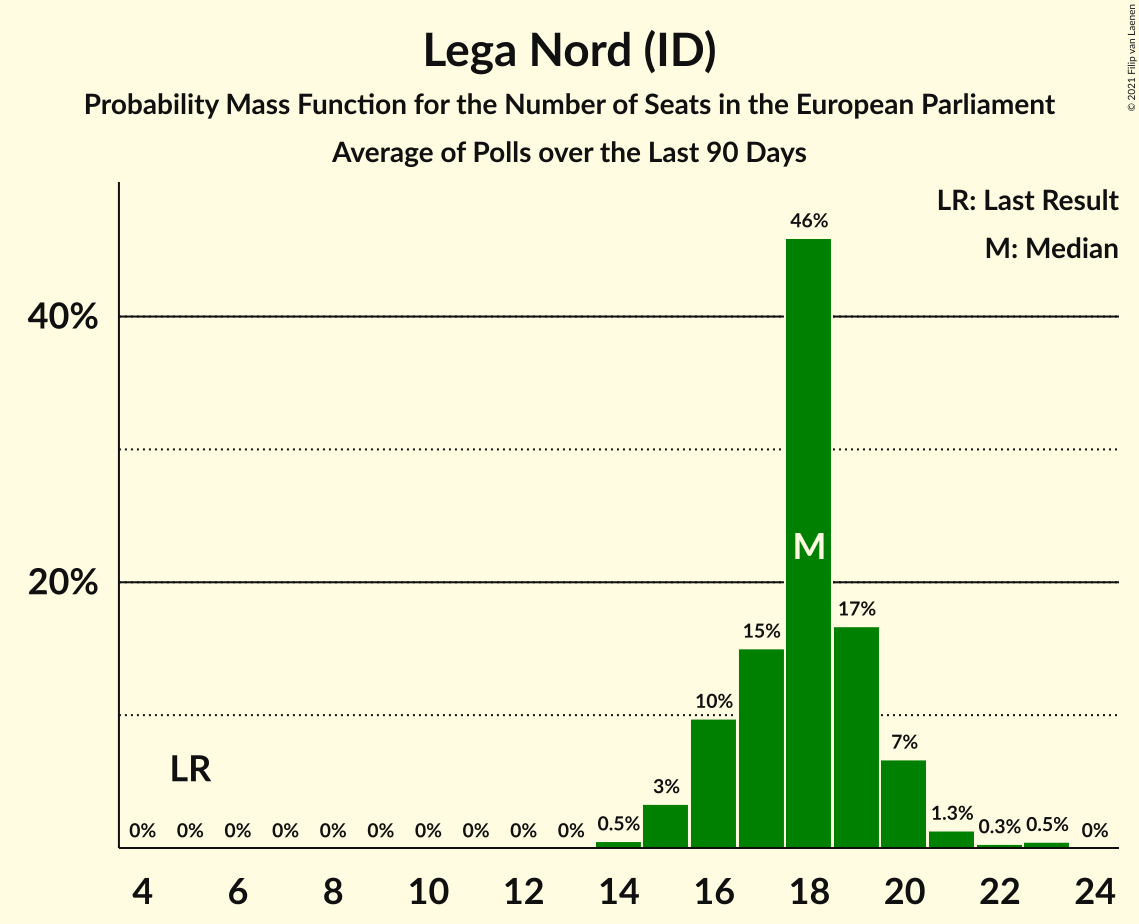 Lega Nord (ID)
Probability Mass Function for the Number of Seats in the European Parliament
Average of Polls over the Last 90 Days
© 2021 Filip van Laenen
LR: Last Result
M: Median
46%
40%
M
20%
17%
15%
10%
7%
LR
3%
0% 0% 0% 0% 0% 0% 0% 0% 0% 0% 0.5% 1.3% 0.3% 0.5% 0%
4 6 8 10 12 14 16 18 20 22 24